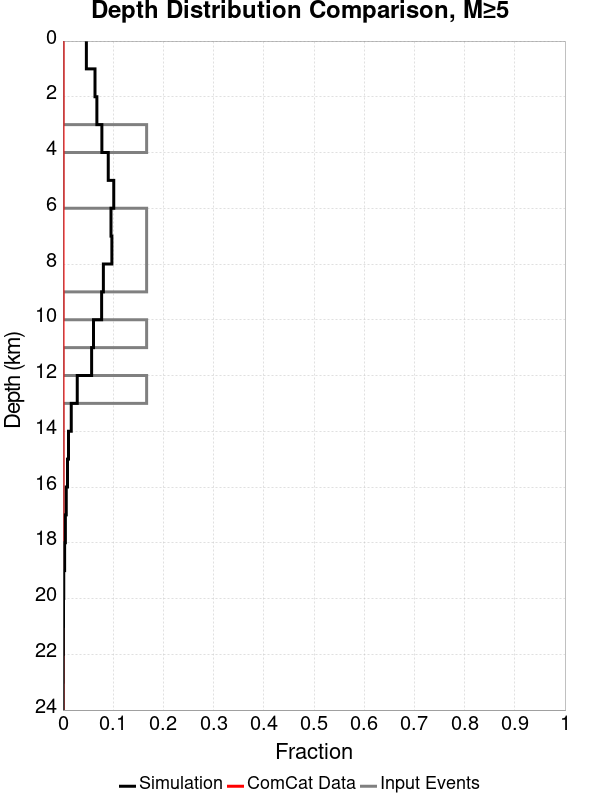 Depth Distribution Comparison, M≥5
0
2
4
6
8
10
12
14
16
18
20
22
24
Depth (km)
0 0.1 0.2 0.3 0.4 0.5 0.6 0.7 0.8 0.9 1
Fraction
Simulation ComCat Data Input Events